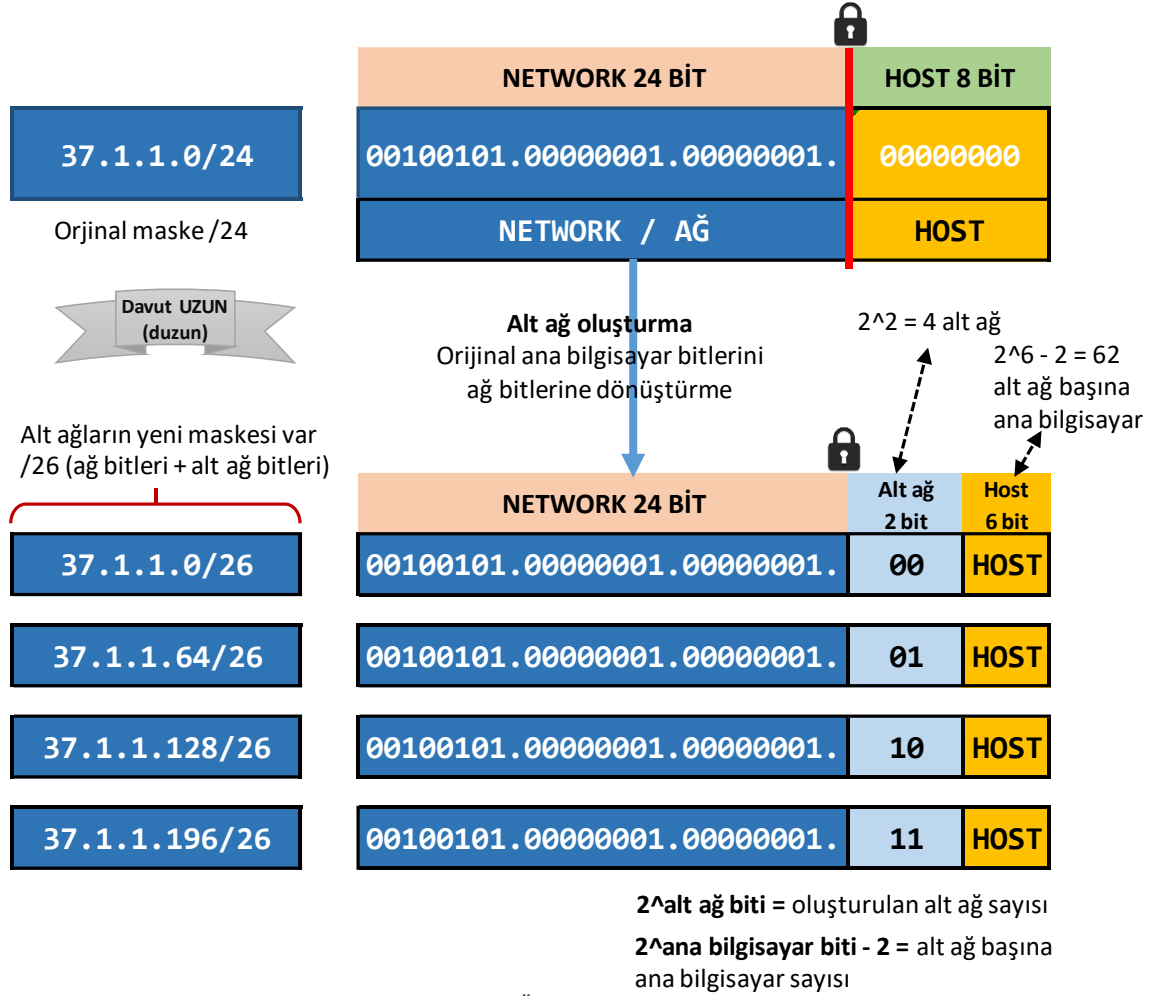 NETWORK 24 BİT HOST 8 BİT
37.1.1.0/24 00100101.00000001.00000001. 00000000
Orjinal maske /24 NETWORK / AĞ HOST
Davut UZUN
(duzun)
Alt ağ oluşturma
Orijinal ana bilgisayar bitlerini
ağ bitlerine dönüştürme
2^2 = 4 alt ağ
2^6 - 2 = 62
alt ağ başına
ana bilgisayar
Alt ağların yeni maskesi var
/26 (ağ bitleri + alt ağ bitleri)
NETWORK 24 BİT Alt ağ Host
2 bit 6 bit
37.1.1.0/26 00100101.00000001.00000001. 00 HOST
37.1.1.64/26 00100101.00000001.00000001. 01 HOST
37.1.1.128/26 00100101.00000001.00000001. 10 HOST
37.1.1.196/26 00100101.00000001.00000001. 11 HOST
2^alt ağ biti = oluşturulan alt ağ sayısı
2^ana bilgisayar biti - 2 = alt ağ başına
ana bilgisayar sayısı